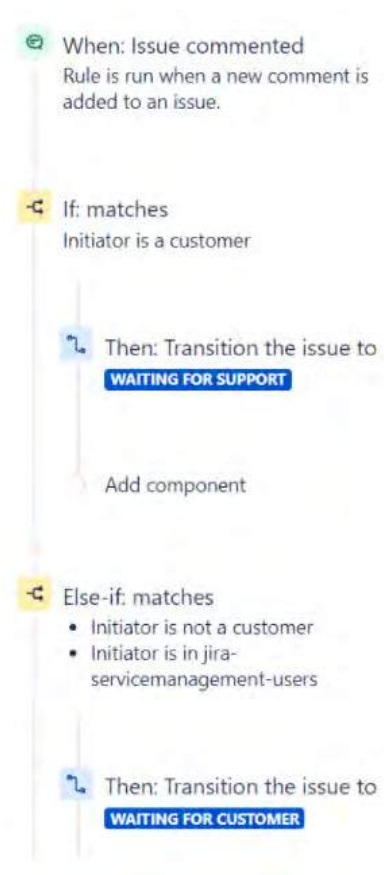 When: Issue commented
Rule is run when a new comment is
added to an issue.
If: matches
Initiator is a customer
Then: Transition the issue to
WAITING FOR SUPPORT
Add component
Else-if: matches
• Initiator is not a customer
• Initiator is in jira-
servicemanagement-users
Then: Transition the issue to
WAITING FOR CUSTOMER